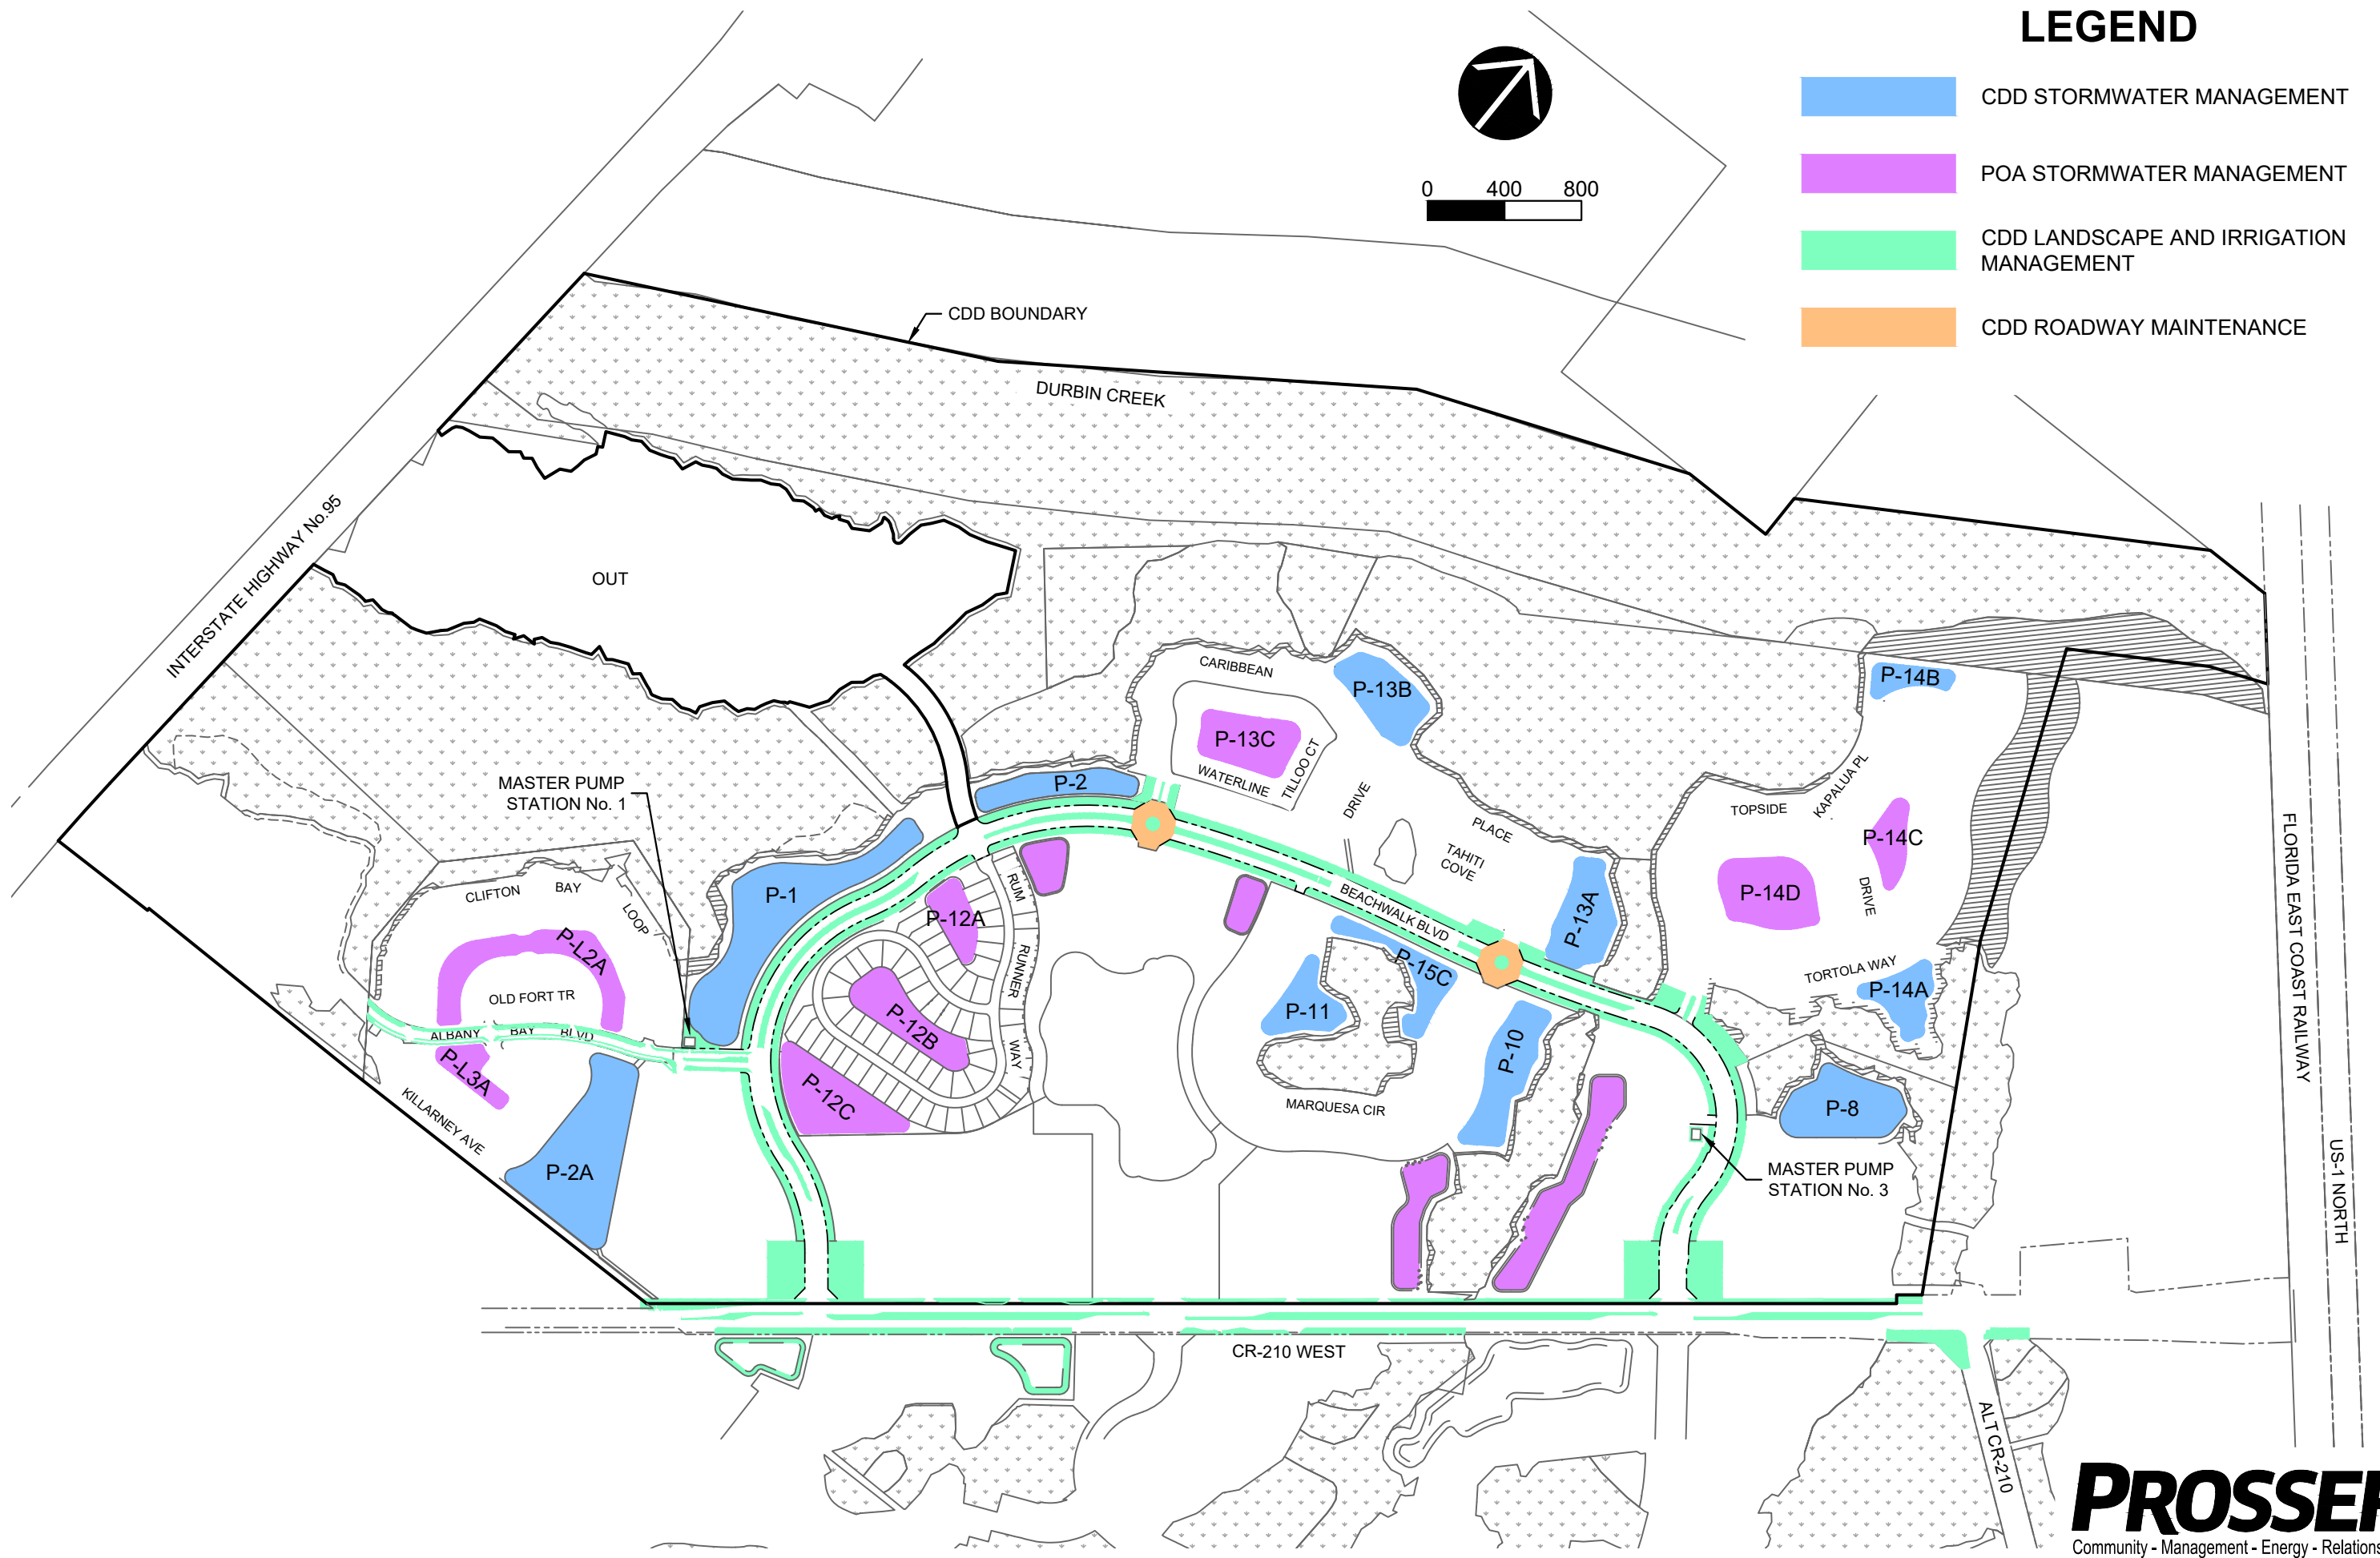 LEGEND
CDD STORMWATER MANAGEMENT
POA STORMWATER MANAGEMENT
CDD LANDSCAPE AND IRRIGATION
MANAGEMENT
CDD ROADWAY MAINTENANCE
0 400 800
CDD BOUNDARY
DURBIN CREEK
INTERSTATE HIGHWAY No.95
OUT
CARIBBEAN
P-13B
P-14B
P-13C
WATERLINE
TILLOO CT
DRIVE
P-2
MASTER PUMP
STATION No. 1
PLACE
TAHITI
COVE
TOPSIDE
KAPALUA PL
P-14C
P-14D
DRIVE
FLORIDA EAST COAST RAILWAY
CLIFTON
BAY
LOOP
P-1
RUM
P-12A
BEACHWALK BLVD
P-13A
P-L2A
OLD FORT TR
RUNNER
P-15C
TORTOLA WAY
P-14A
P-11
P-12B
ALBANY
BAY
BLVD
WAY
P-10
P-L3A
P-12C
MARQUESA CIR
P-8
KILLARNEY AVE
P-2A
MASTER PUMP
STATION No. 3
US-1 NORTH
CR-210 WEST
ALT CR-210
PROSSER
Community - Management - Energy - Relations